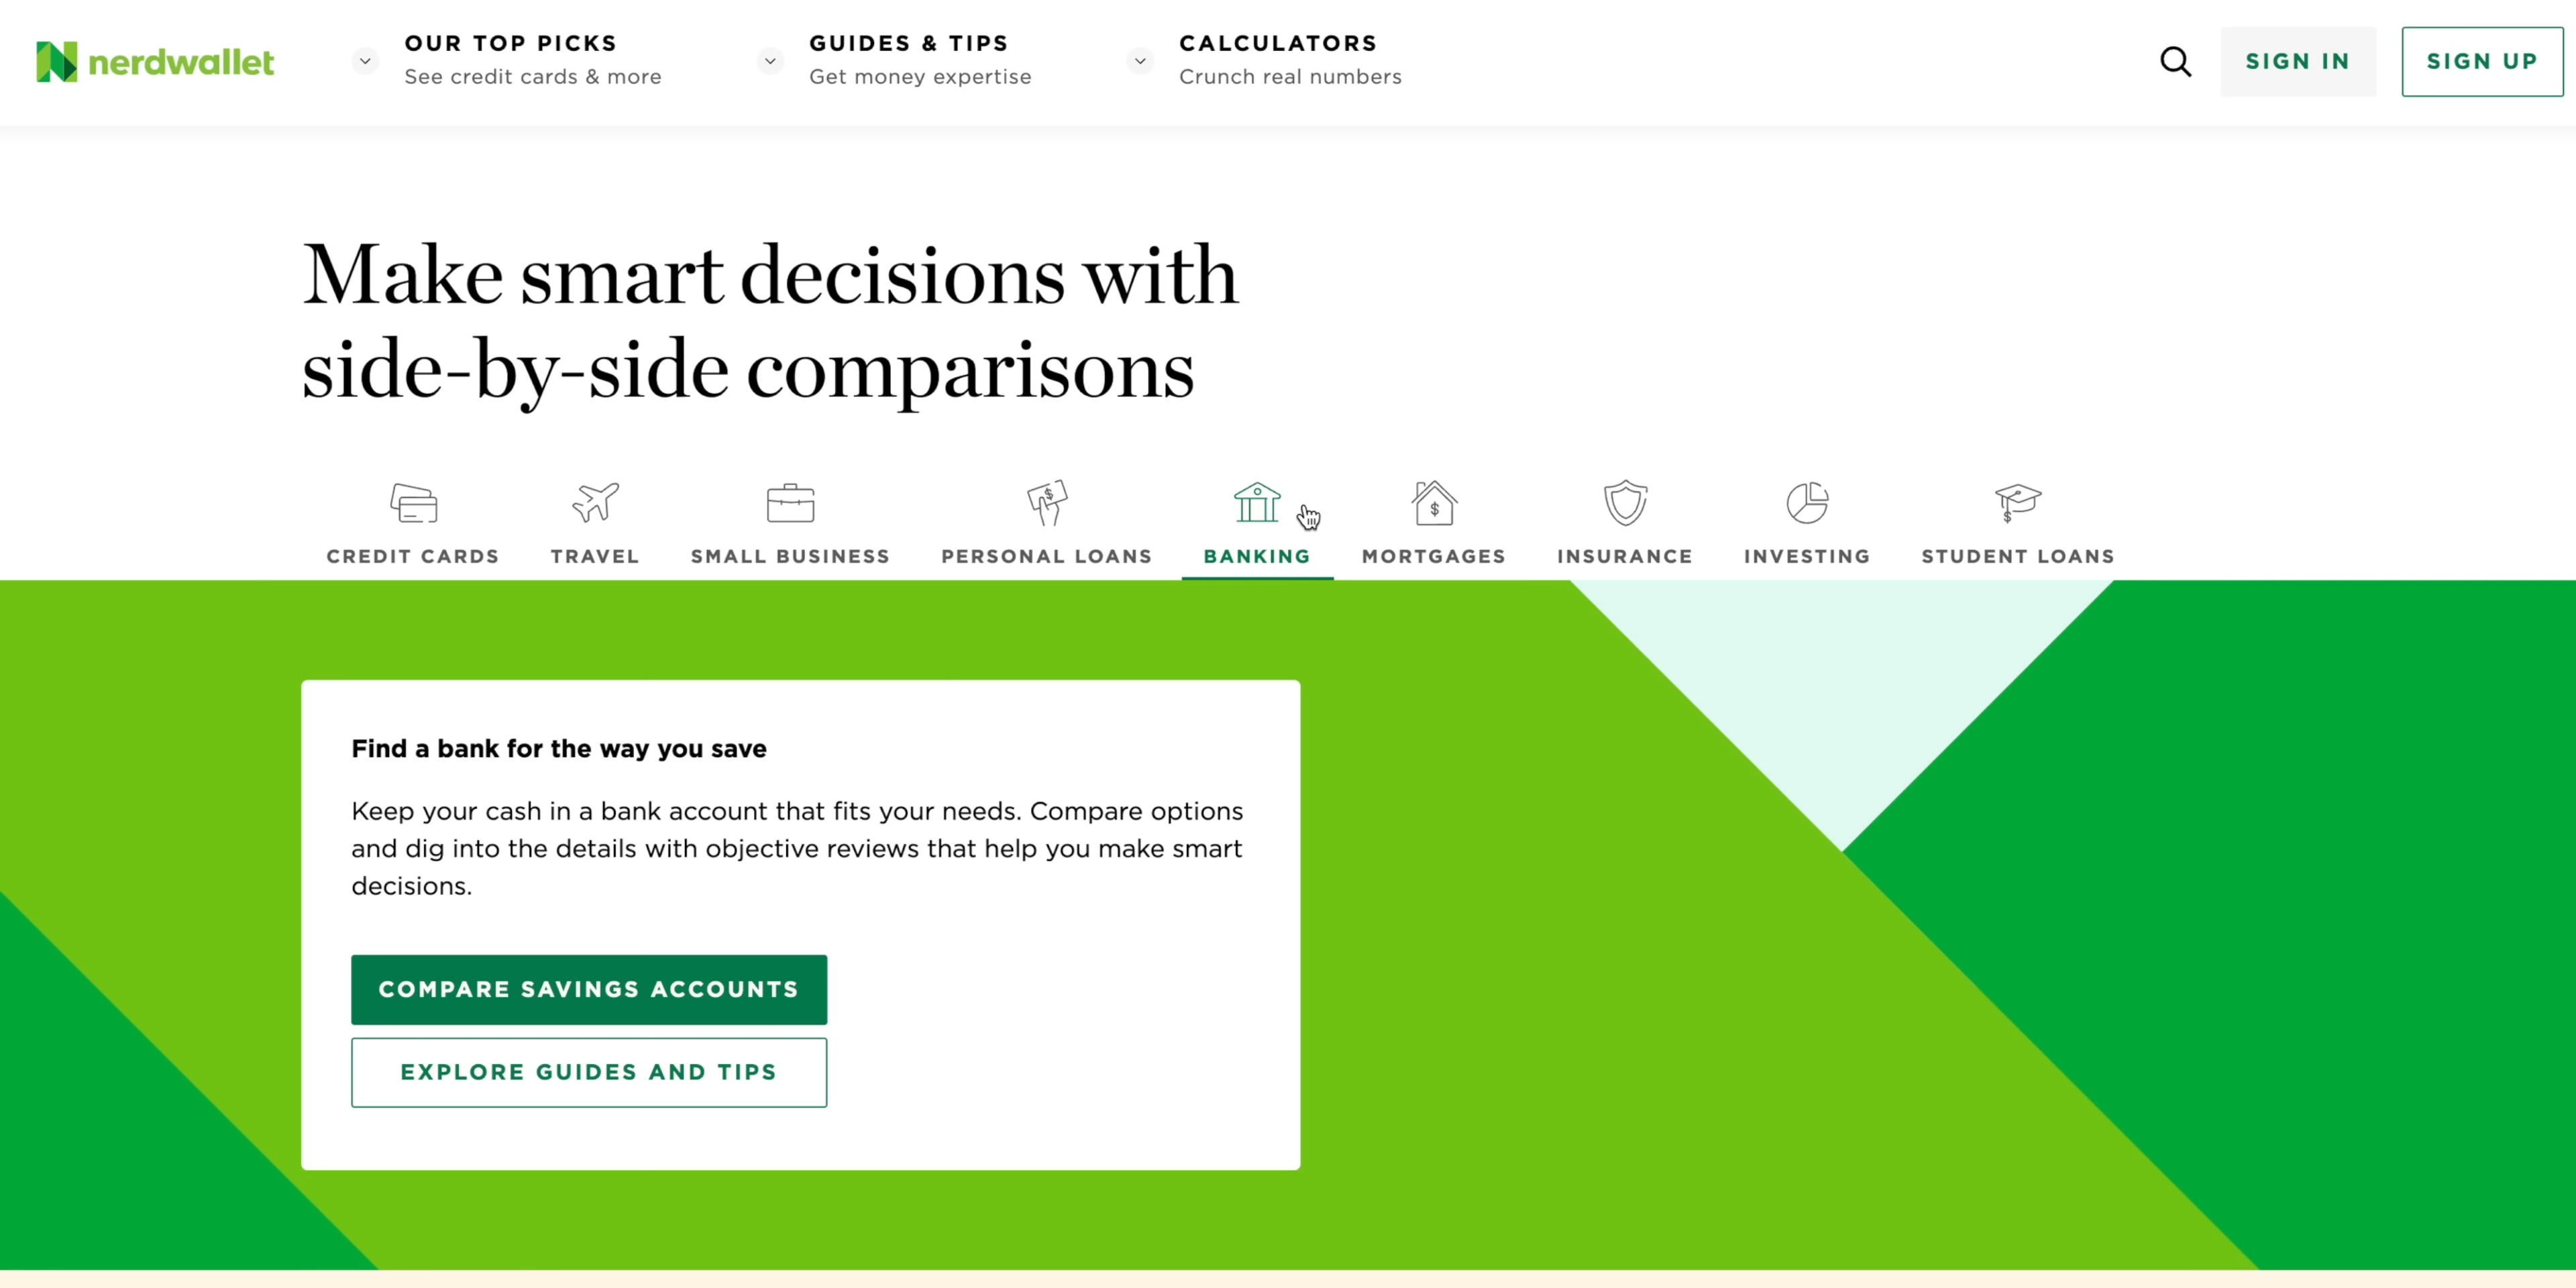 nerdwallet
OUR TOP PICKS
See credit cards & more
GUIDES & TIPS
Get money expertise
CALCULATORS
Crunch real numbers
SIGN IN
SIGN UP
Make smart decisions with
side-by-side comparisons
CREDIT CARDS
TRAVEL
SMALL BUSINESS
PERSONAL LOANS
BANKING
MORTGAGES
INSURANCE
INVESTING
STUDENT LOANS
Find a bank for the way you save
Keep your cash in a bank account that fits your needs. Compare options
and dig into the details with objective reviews that help you make smart
decisions.
COMPARE SAVINGS ACCOUNTS
EXPLORE GUIDES AND TIPS